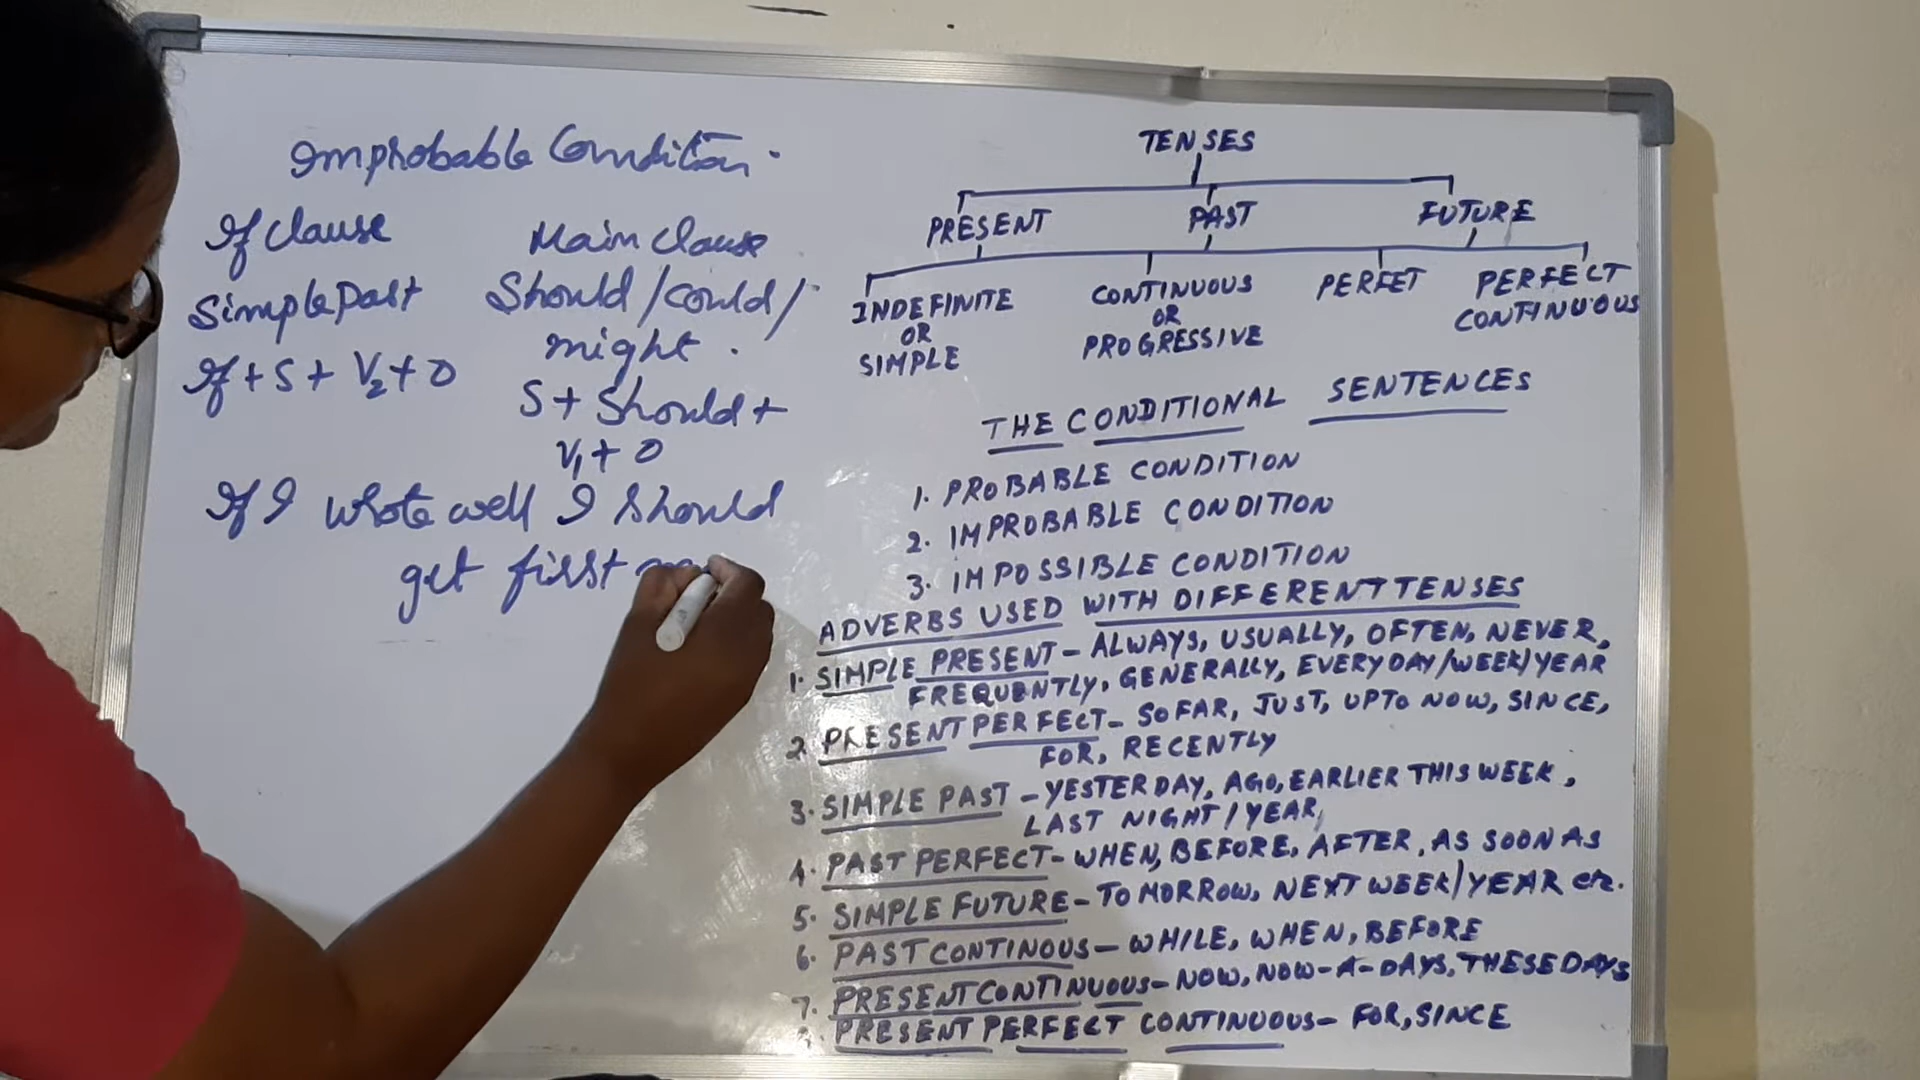 Improbable Condition.
If clause Main clause
Simple past Should/could/
might.
If + S + V2 + O
S + Should +
V1 + O
If I wrote well I should
get first
TENSES
PRESENT PAST FUTURE
INDEFINITE OR SIMPLE
CONTINUOUS OR PROGRESSIVE
PERFET
PERFECT CONTINUOUS
THE CONDITIONAL SENTENCES
1. PROBABLE CONDITION
2. IMPROBABLE CONDITION
3. IMPOSSIBLE CONDITION
ADVERBS USED WITH DIFFERENT TENSES
1. SIMPLE PRESENT - ALWAYS, USUALLY, OFTEN, NEVER,
FREQUENTLY, GENERALLY, EVERYDAY/WEEK/YEAR
2 PRESENT PERFECT - SO FAR, JUST, UPTO NOW, SINCE,
FOR, RECENTLY
3. SIMPLE PAST - YESTERDAY, AGO, EARLIER THIS WEEK,
LAST NIGHT/YEAR,
4. PAST PERFECT - WHEN, BEFORE, AFTER, AS SOON AS
5. SIMPLE FUTURE - TOMORROW, NEXT WEEK/YEAR etc.
6. PAST CONTINOUS - WHILE, WHEN, BEFORE
7. PRESENT CONTINUOUS - NOW, NOW-A-DAYS, THESE DAYS
PRESENT PERFECT CONTINUOUS - FOR, SINCE